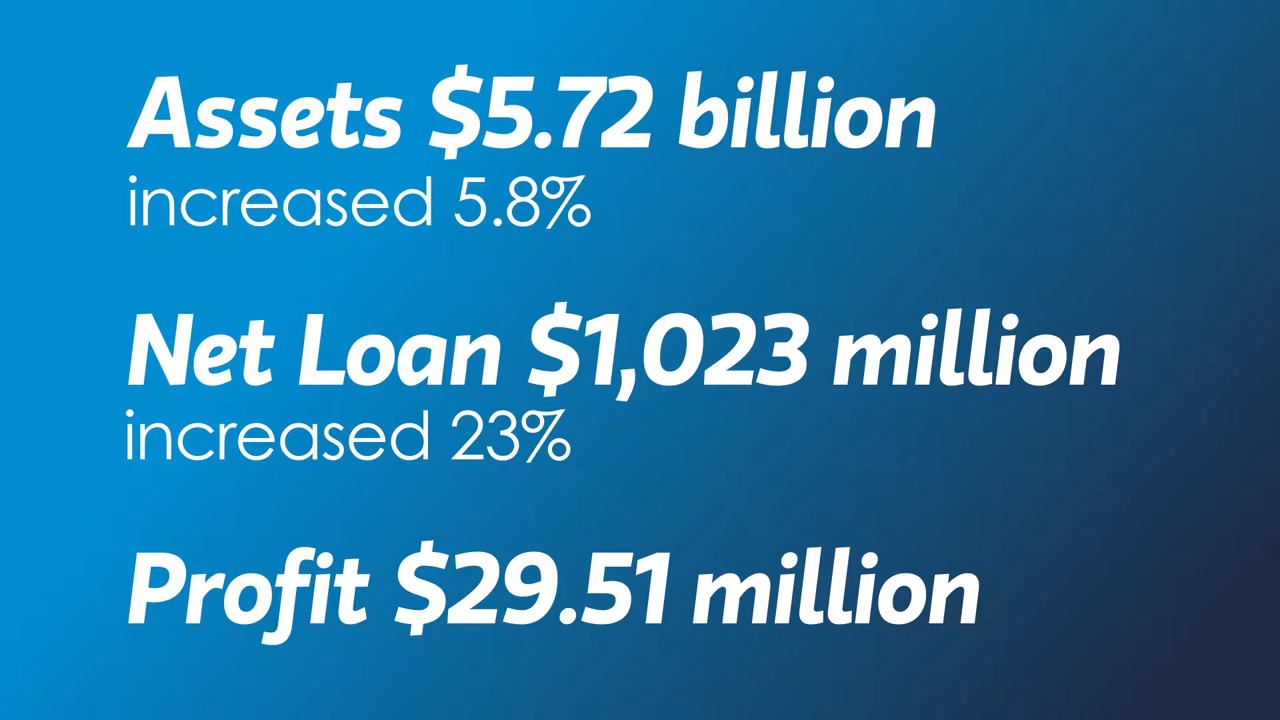 Assets $5.72 billion
increased 5.8%
Net Loan $1,023 million
increased 23%
Profit $29.51 million